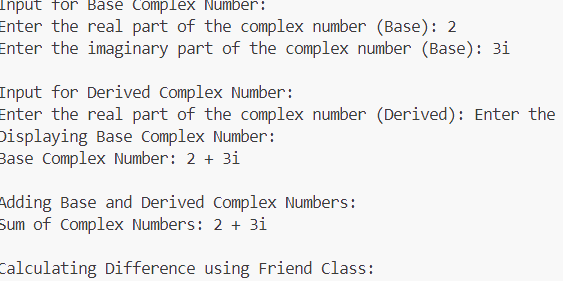 Input for Base Complex Number:
Enter the real part of the complex number (Base): 2
Enter the imaginary part of the complex number (Base): 3i
Input for Derived Complex Number:
Enter the real part of the complex number (Derived): Enter the
Displaying Base Complex Number:
Base Complex Number: 2 + 3i
Adding Base and Derived Complex Numbers:
Sum of Complex Numbers: 2 + 3i
Calculating Difference using Friend Class: